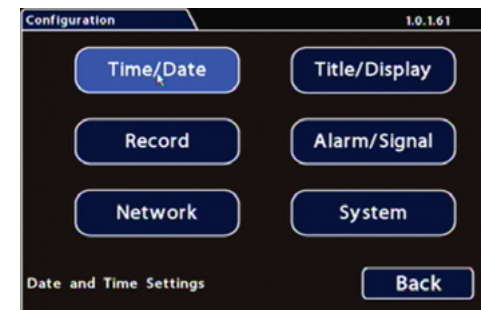 Configuration 1.0.1.61
Time/Date Title/Display
Record Alarm/Signal
Network System
Date and Time Settings Back